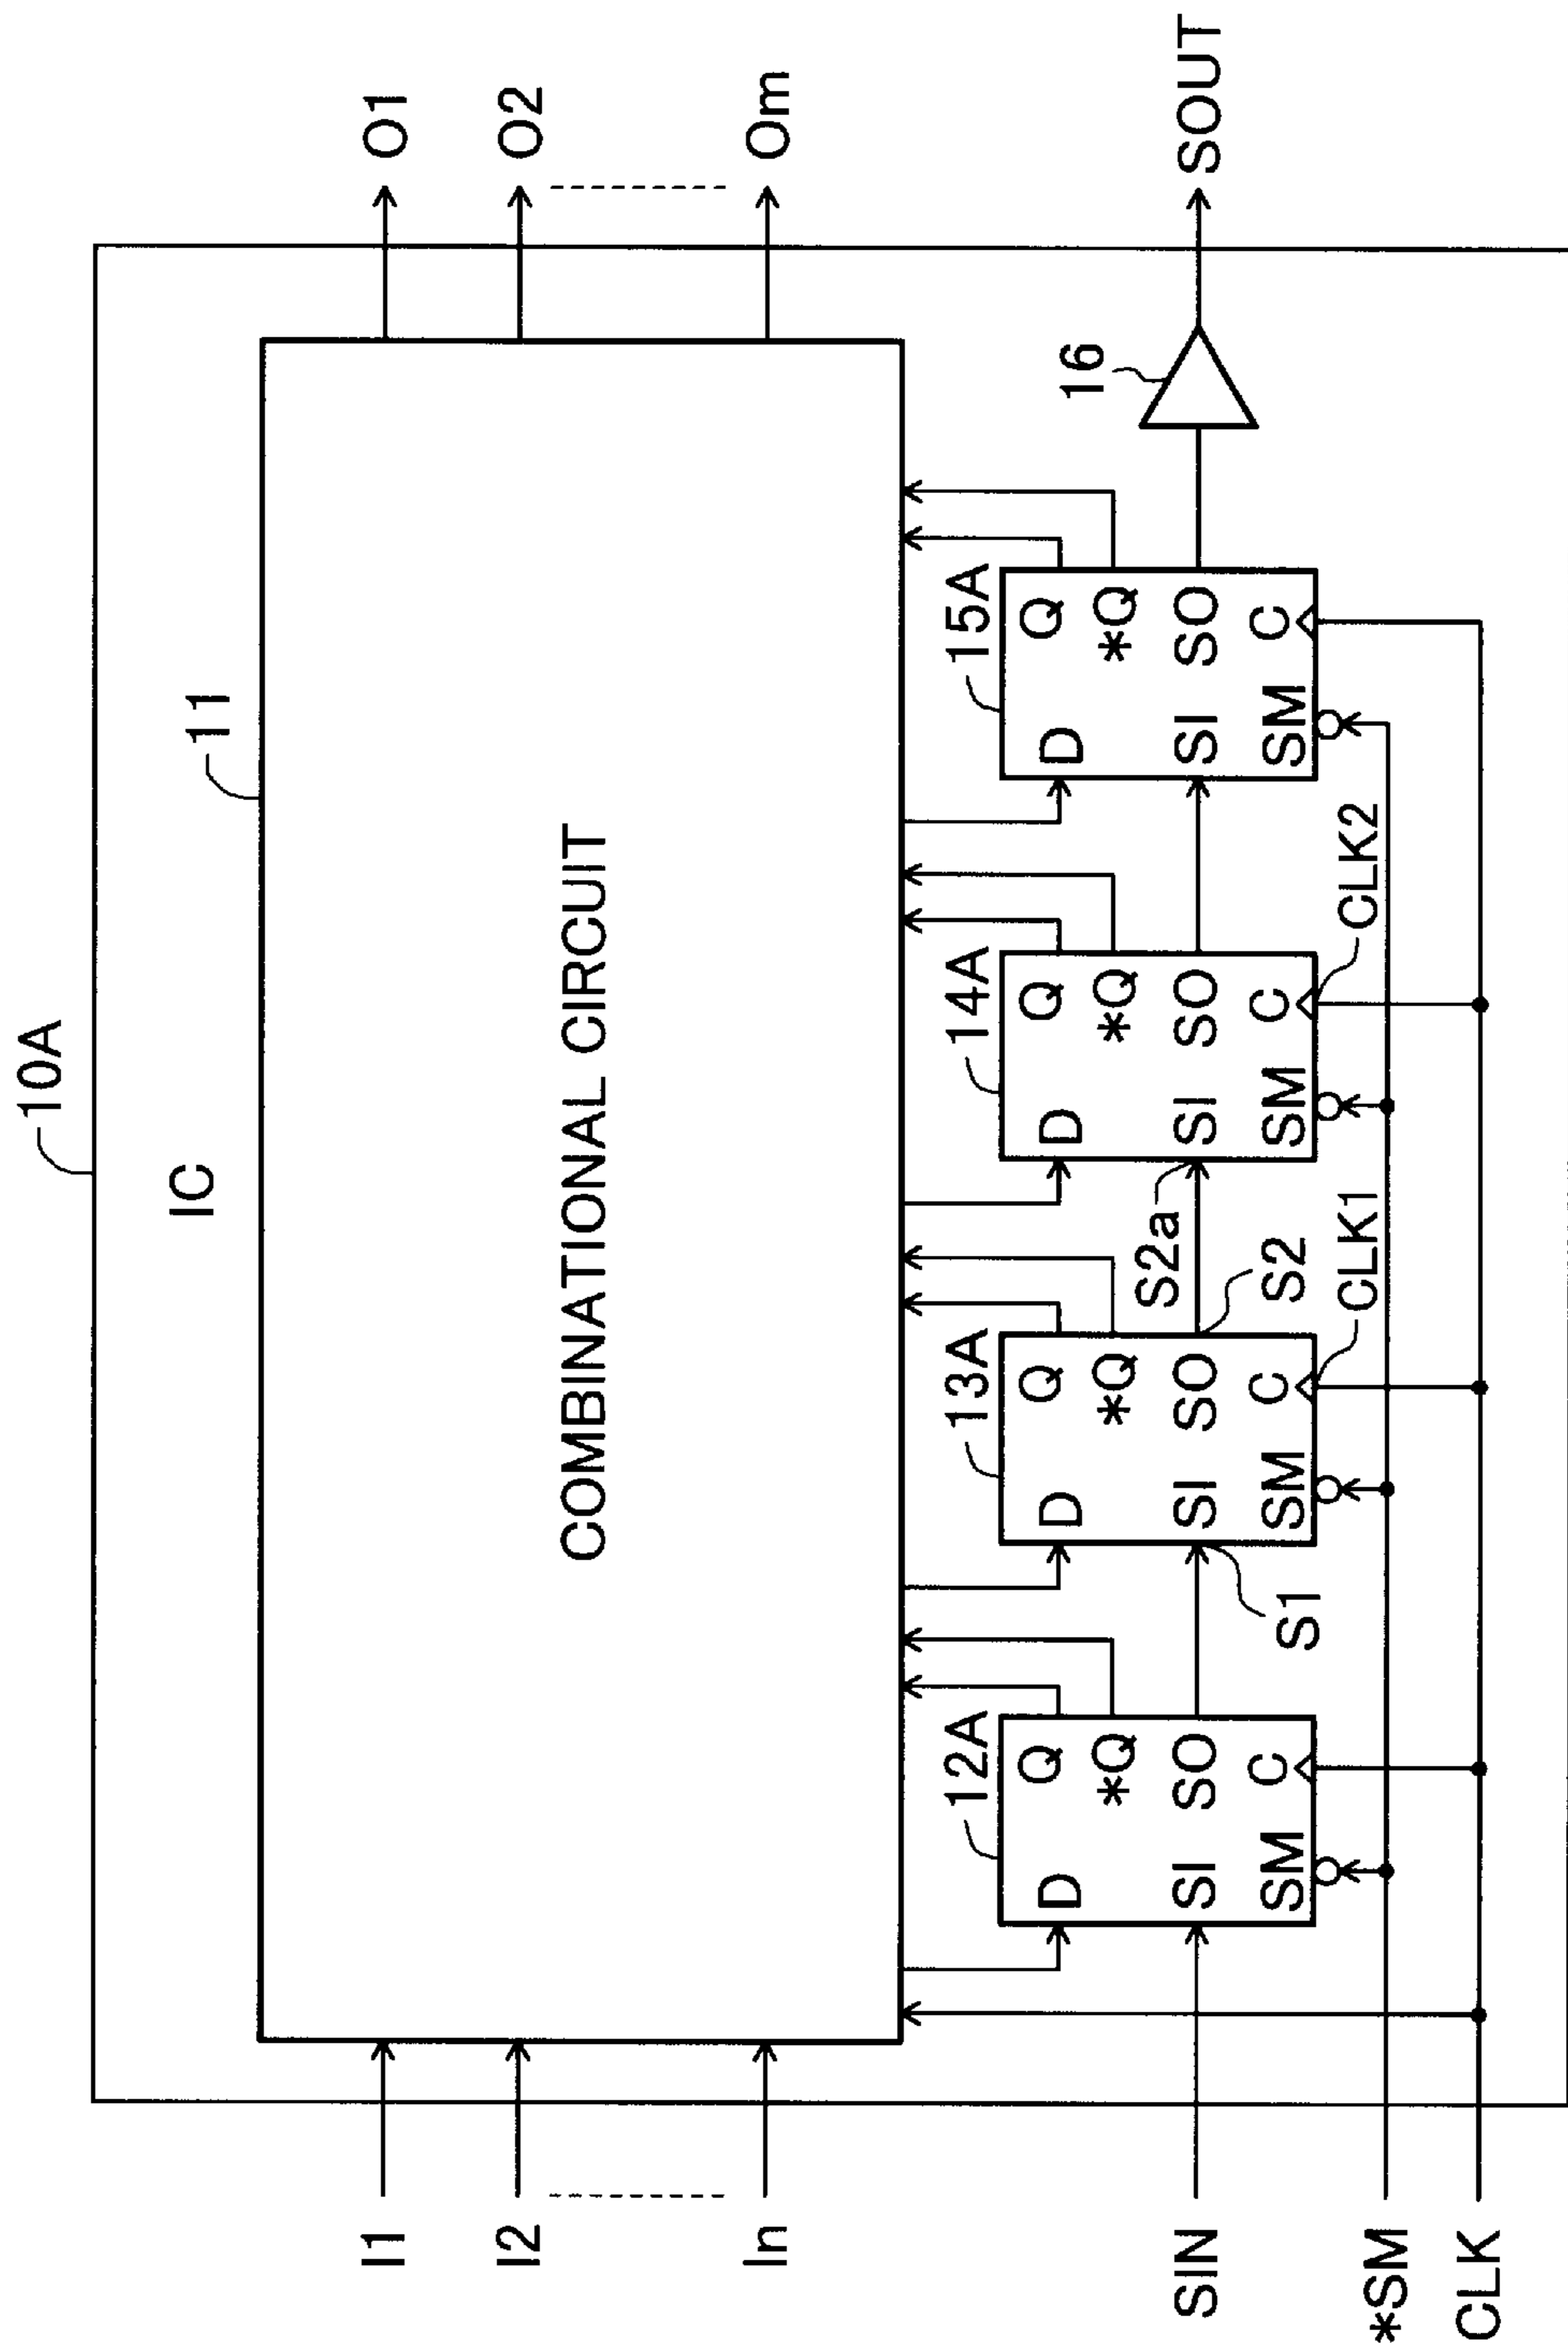 10A
IC
11
COMBINATIONAL CIRCUIT
I1
I2
In
O1
O2
Om
12A
D
Q
*Q
SI
SO
SM
C
S1
13A
D
Q
*Q
SI
SO
SM
C
S2
S2a
CLK1
14A
D
Q
*Q
SI
SO
SM
C
CLK2
15A
D
Q
*Q
SI
SO
SM
C
16
SOUT
SIN
*SM
CLK